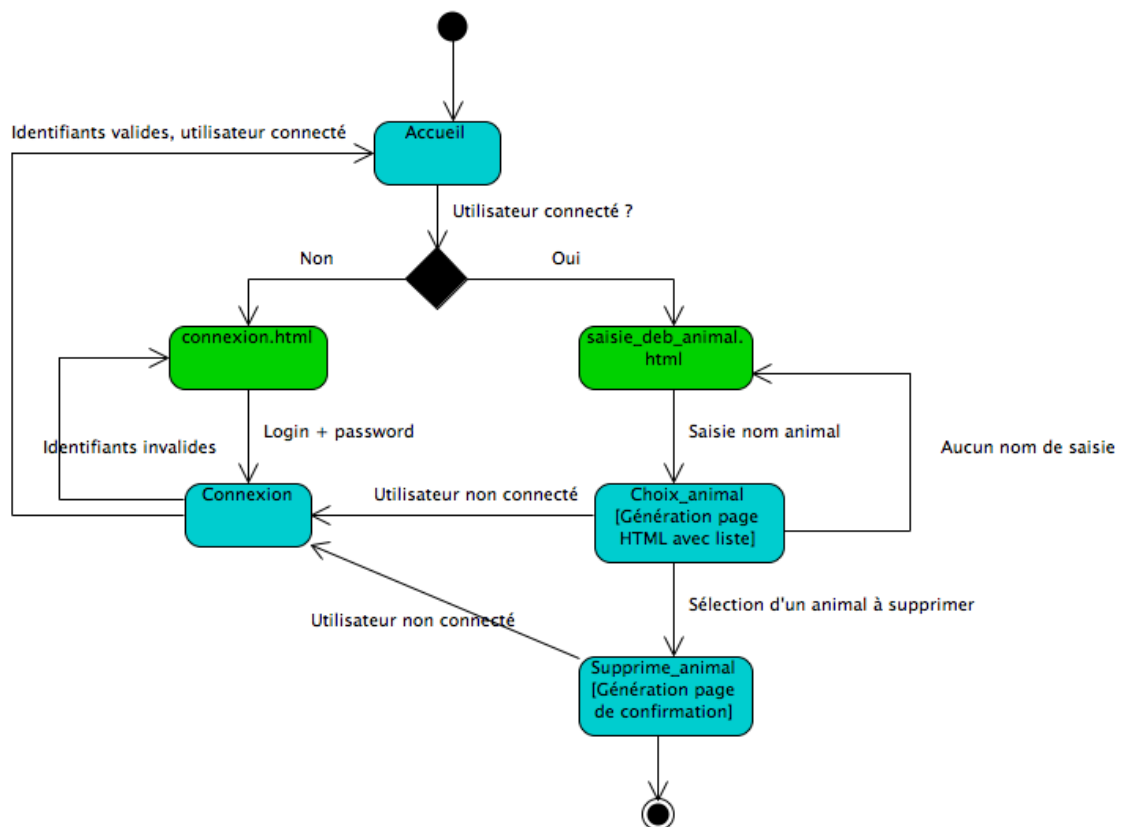 Identifiants valides, utilisateur connecté
Accueil
Utilisateur connecté ?
Non
Oui
connexion.html
saisie_deb_animal.
html
Login + password
Saisie nom animal
Identifiants invalides
Aucun nom de saisie
Connexion
Utilisateur non connecté
Choix_animal
[Génération page
HTML avec liste]
Sélection d'un animal à supprimer
Utilisateur non connecté
Supprime_animal
[Génération page
de confirmation]